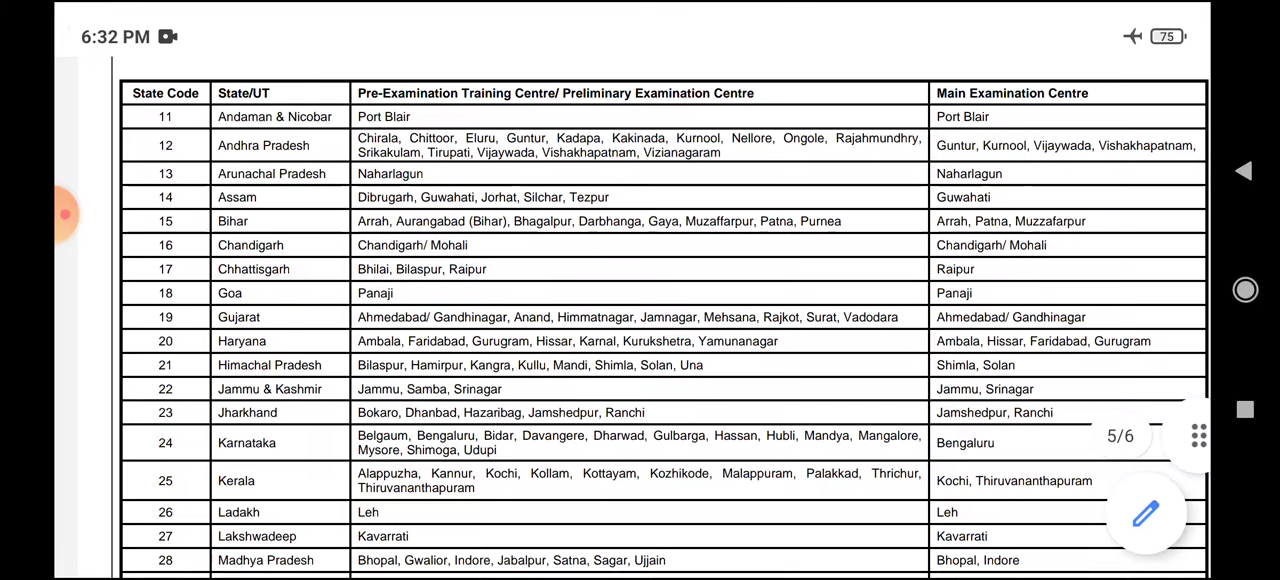 6:32 PM
75
State Code State/UT Pre-Examination Training Centre/ Preliminary Examination Centre Main Examination Centre
11 Andaman & Nicobar Port Blair Port Blair
12 Andhra Pradesh Chirala, Chittoor, Eluru, Guntur, Kadapa, Kakinada, Kurnool, Nellore, Ongole, Rajahmundhry,
Srikakulam, Tirupati, Vijaywada, Vishakhapatnam, Vizianagaram Guntur, Kurnool, Vijaywada, Vishakhapatnam,
13 Arunachal Pradesh Naharlagun Naharlagun
14 Assam Dibrugarh, Guwahati, Jorhat, Silchar, Tezpur Guwahati
15 Bihar Arrah, Aurangabad (Bihar), Bhagalpur, Darbhanga, Gaya, Muzaffarpur, Patna, Purnea Arrah, Patna, Muzzafarpur
16 Chandigarh Chandigarh/ Mohali Chandigarh/ Mohali
17 Chhattisgarh Bhilai, Bilaspur, Raipur Raipur
18 Goa Panaji Panaji
19 Gujarat Ahmedabad/ Gandhinagar, Anand, Himmatnagar, Jamnagar, Mehsana, Rajkot, Surat, Vadodara Ahmedabad/ Gandhinagar
20 Haryana Ambala, Faridabad, Gurugram, Hissar, Karnal, Kurukshetra, Yamunanagar Ambala, Hissar, Faridabad, Gurugram
21 Himachal Pradesh Bilaspur, Hamirpur, Kangra, Kullu, Mandi, Shimla, Solan, Una Shimla, Solan
22 Jammu & Kashmir Jammu, Samba, Srinagar Jammu, Srinagar
23 Jharkhand Bokaro, Dhanbad, Hazaribag, Jamshedpur, Ranchi Jamshedpur, Ranchi
24 Karnataka Belgaum, Bengaluru, Bidar, Davangere, Dharwad, Gulbarga, Hassan, Hubli, Mandya, Mangalore,
Mysore, Shimoga, Udupi Bengaluru
5/6
25 Kerala Alappuzha, Kannur, Kochi, Kollam, Kottayam, Kozhikode, Malappuram, Palakkad, Thrichur,
Thiruvananthapuram Kochi, Thiruvananthapuram
26 Ladakh Leh Leh
27 Lakshwadeep Kavarrati Kavarrati
28 Madhya Pradesh Bhopal, Gwalior, Indore, Jabalpur, Satna, Sagar, Ujjain Bhopal, Indore